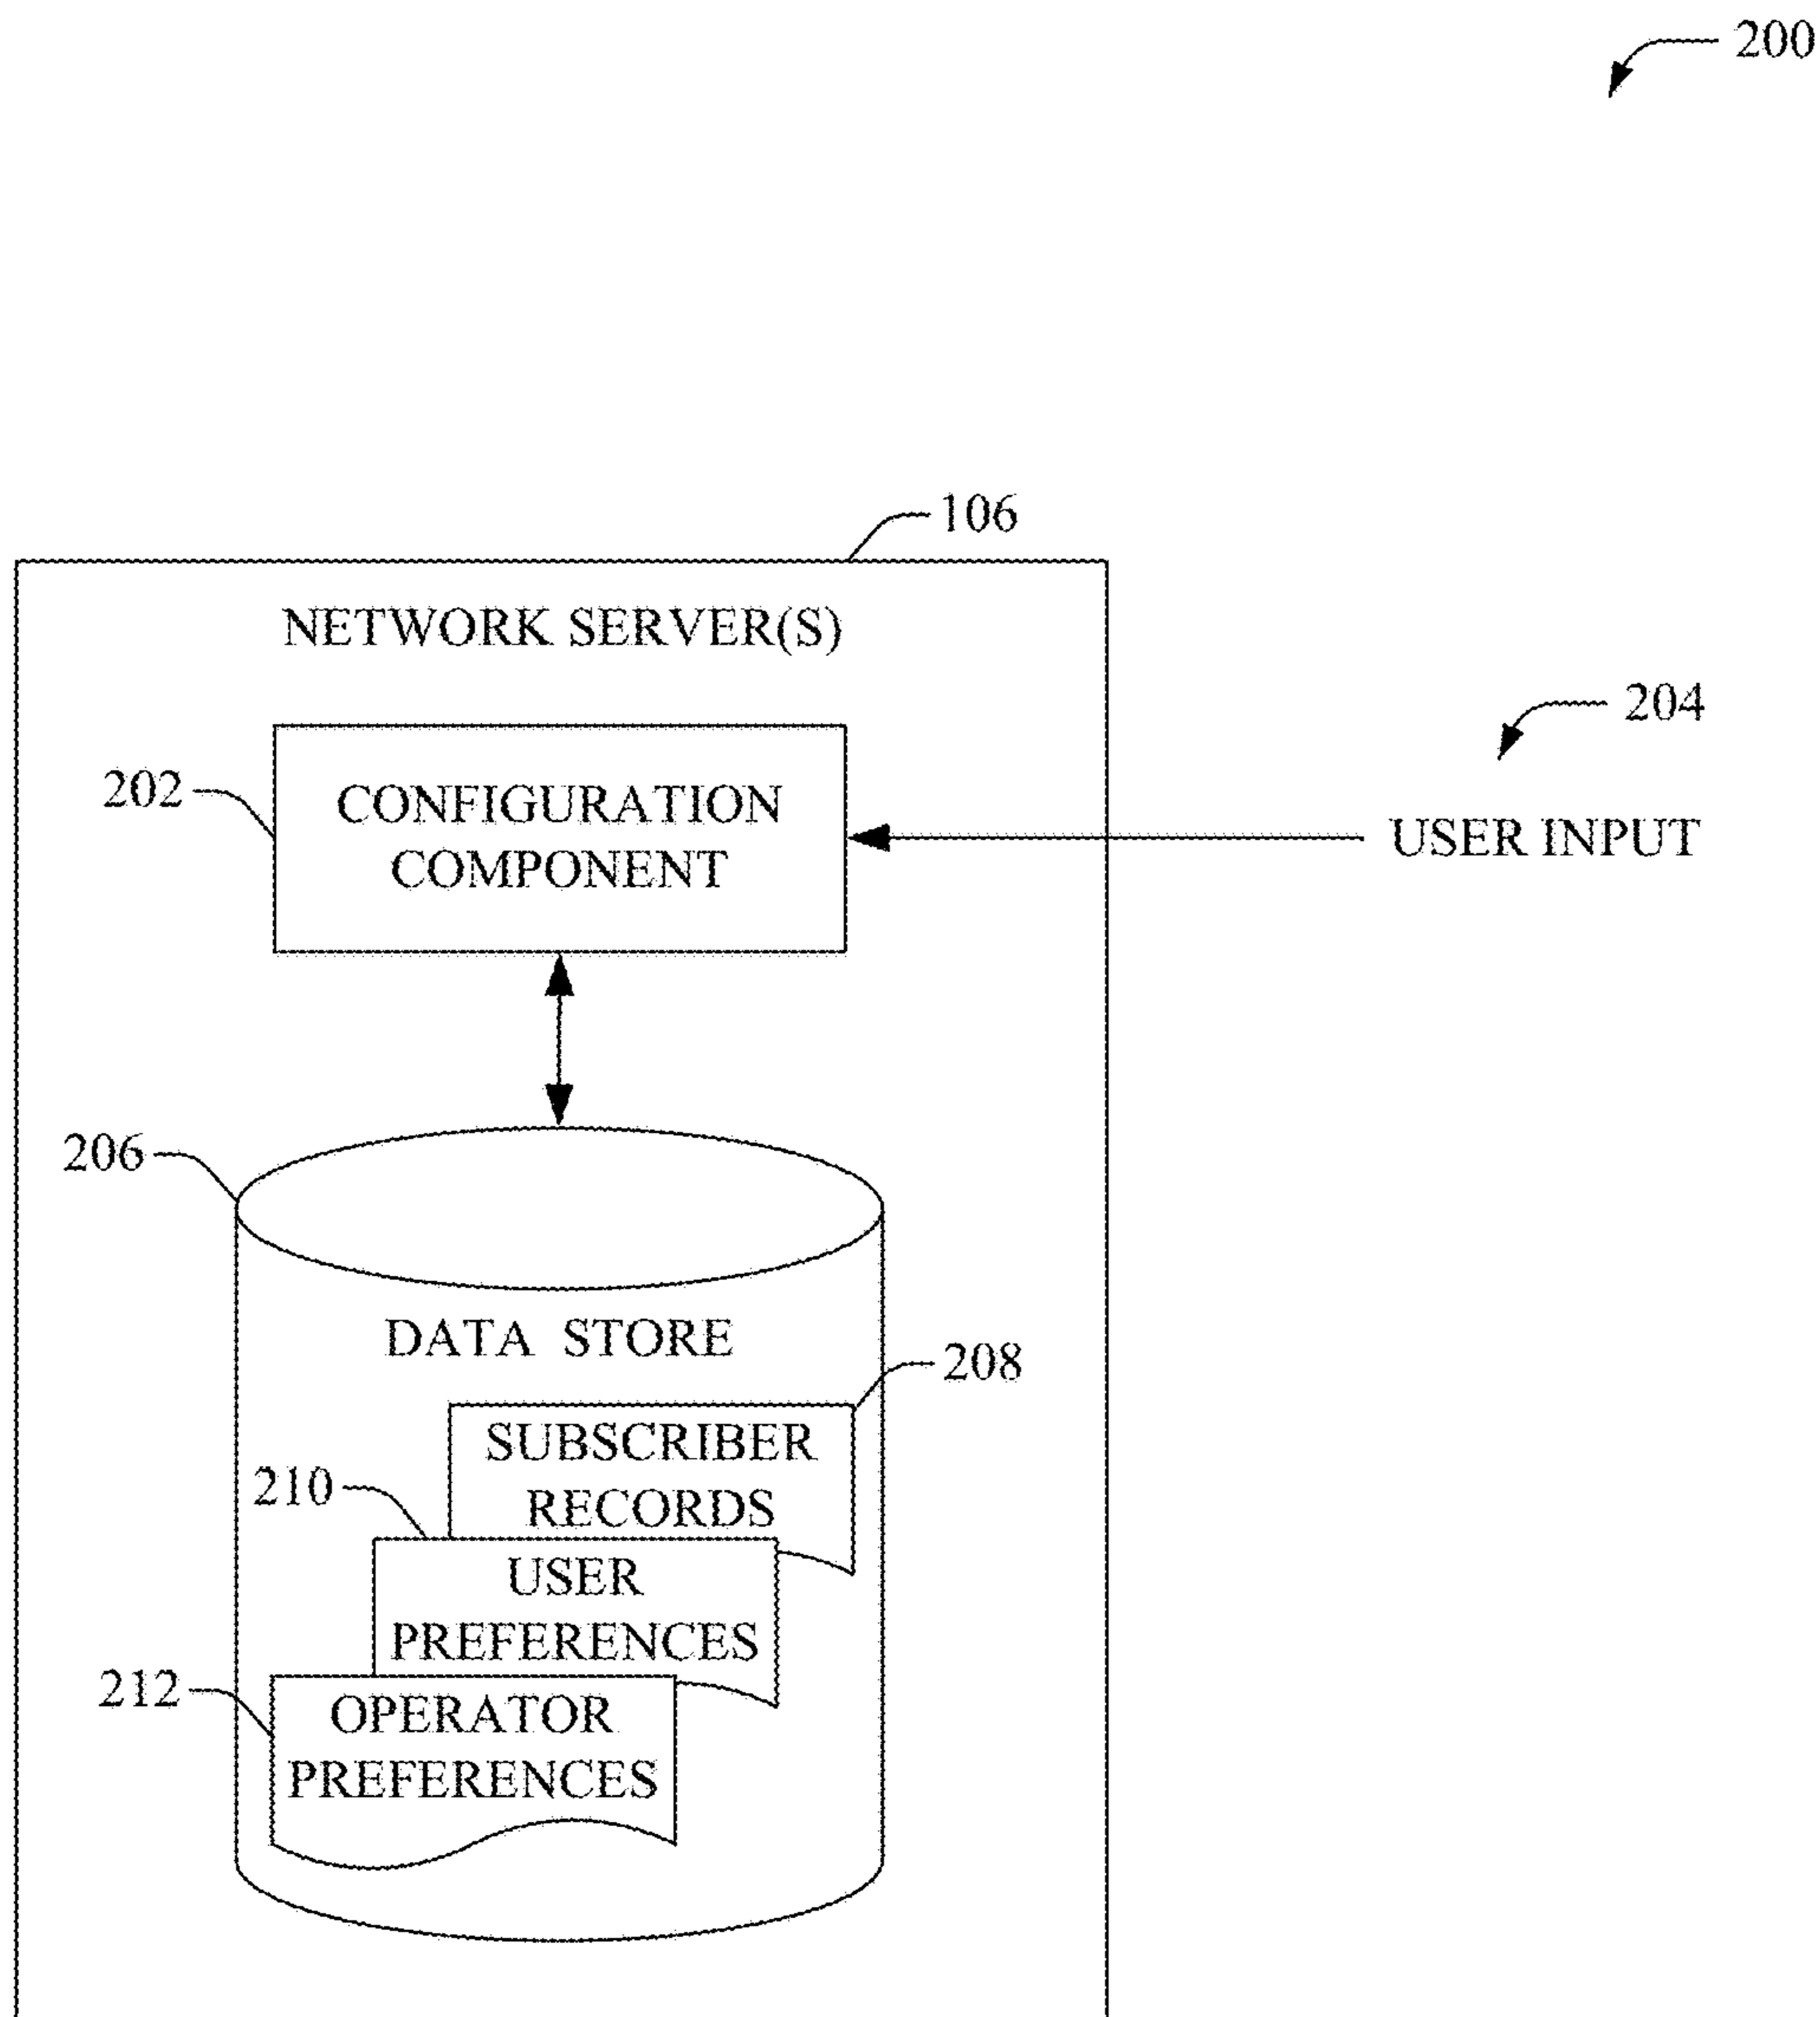 200
106
NETWORK SERVER(S)
204
202
CONFIGURATION
COMPONENT
USER INPUT
206
DATA STORE
208
SUBSCRIBER
RECORDS
210
USER
PREFERENCES
212
OPERATOR
PREFERENCES